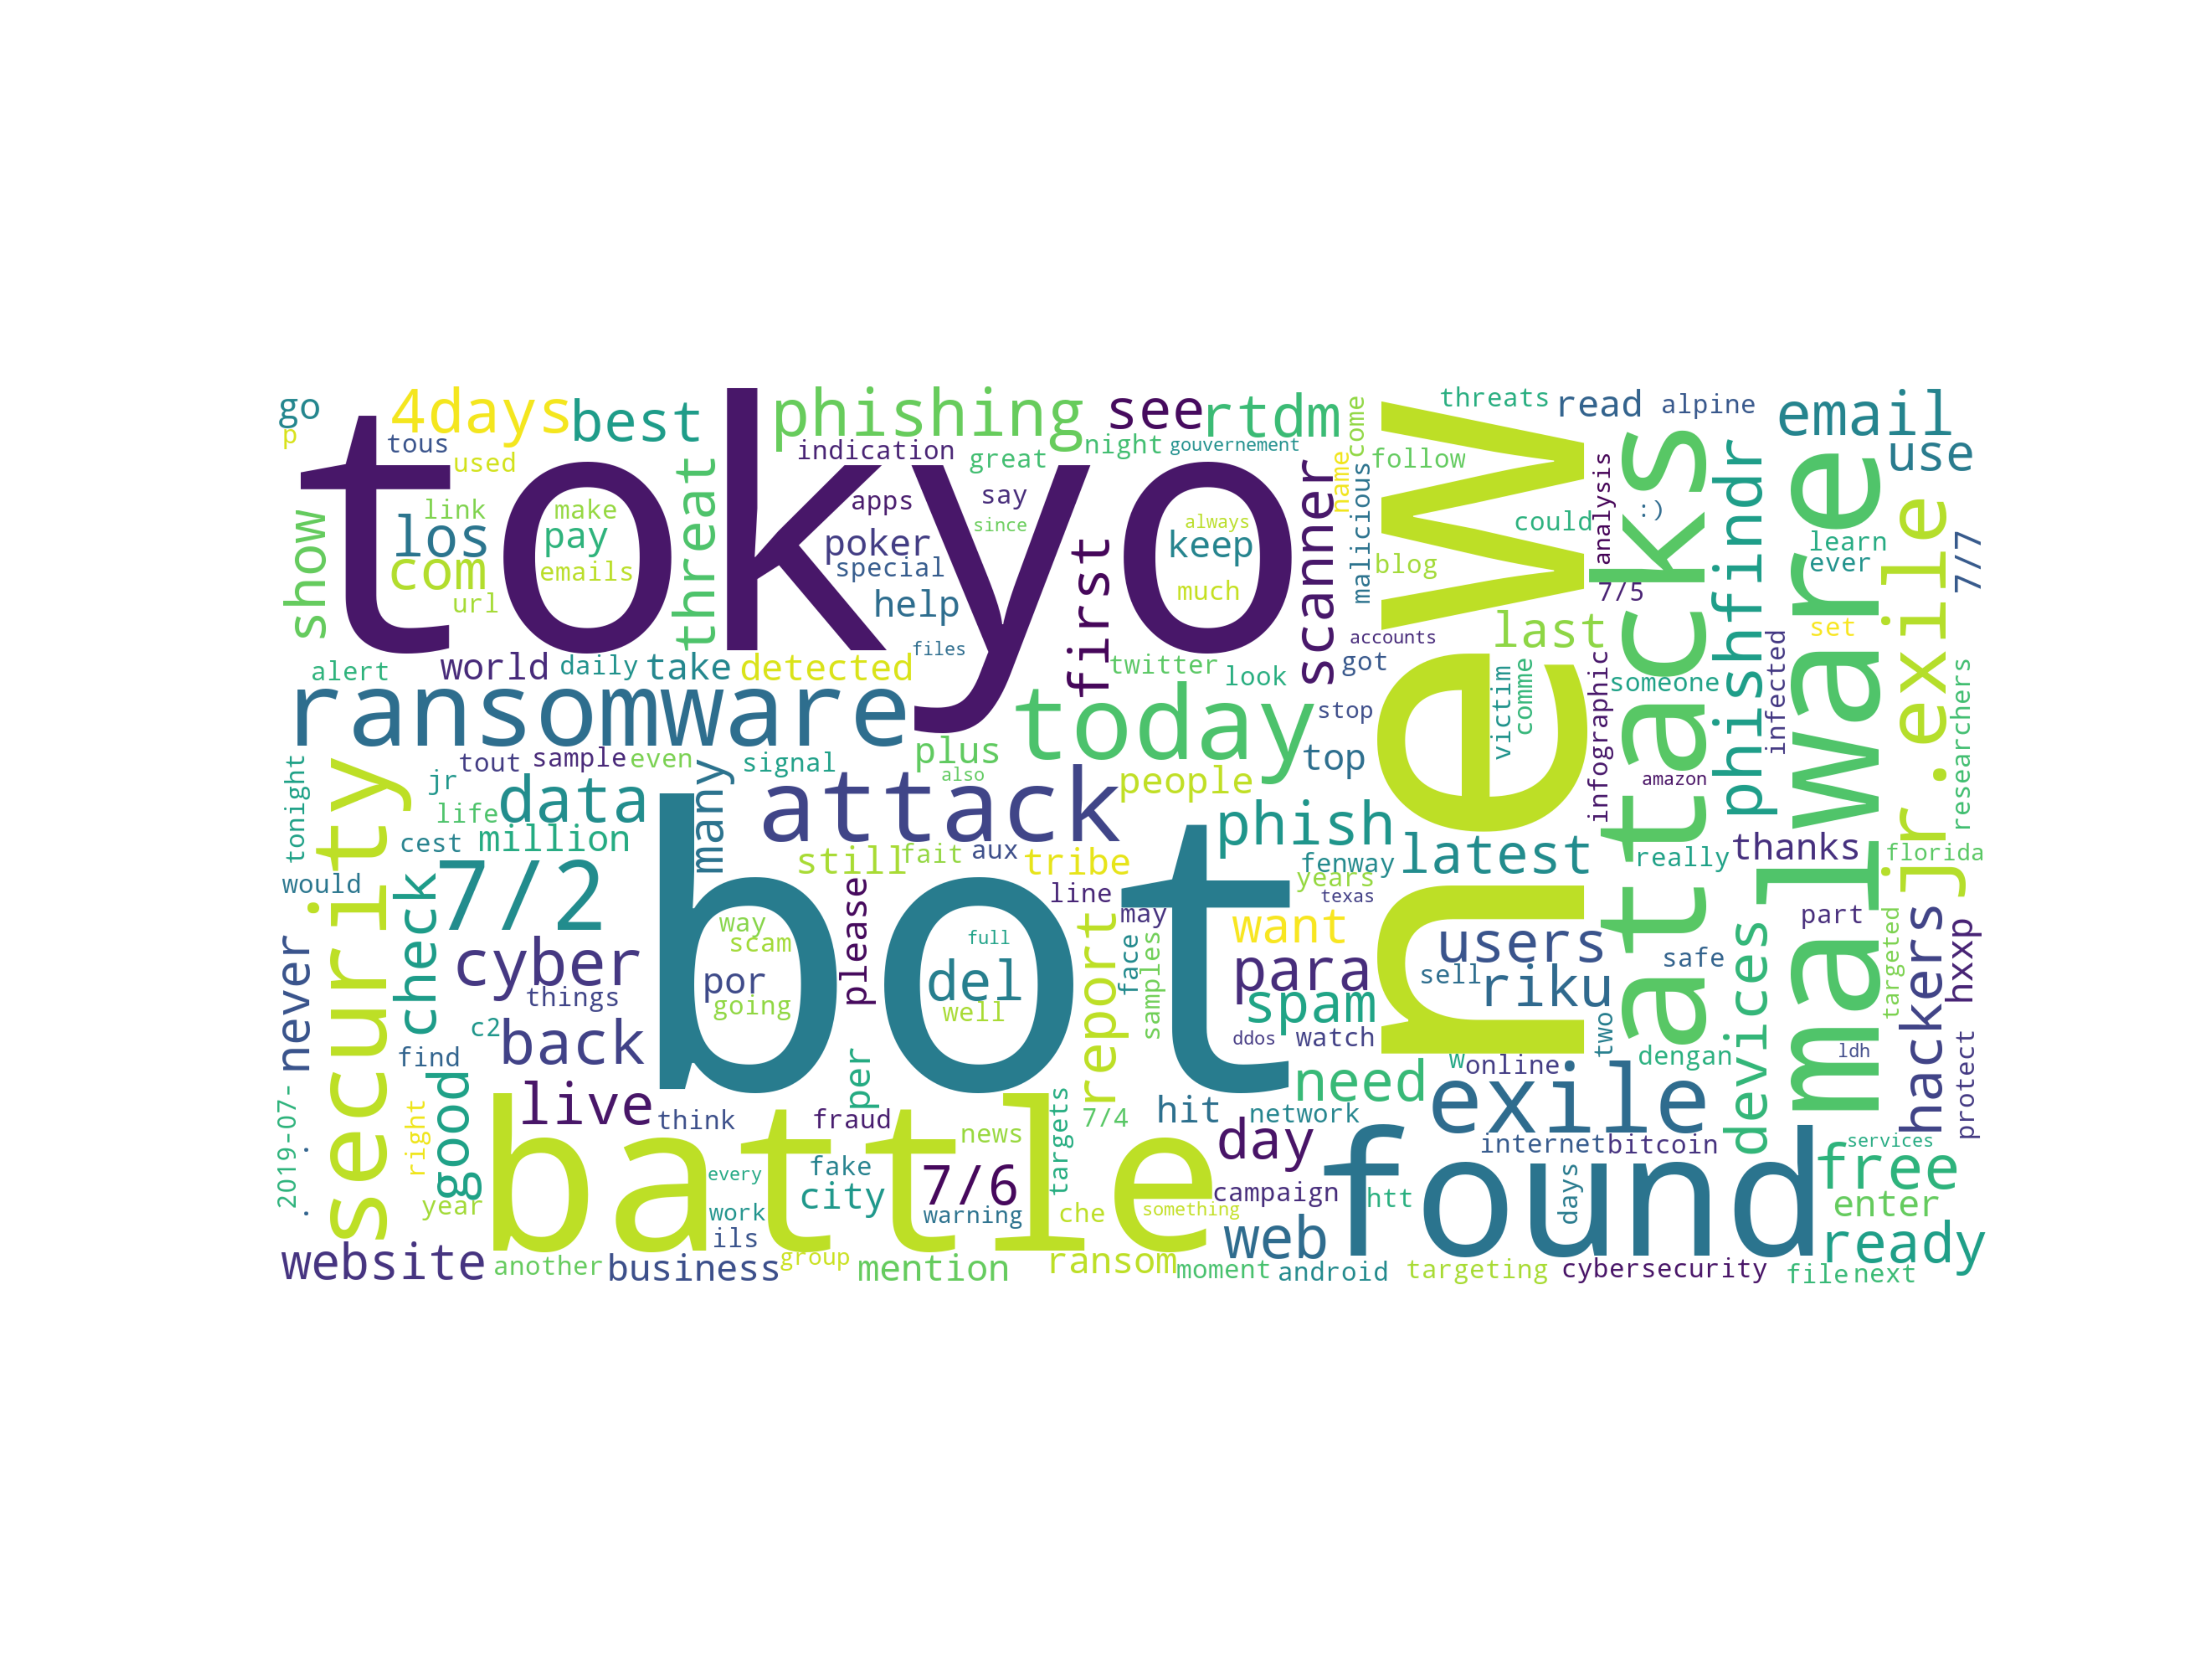 go
p
4days
tous
used
best
phishing
indication
great
night
gouvernement
see
rtdm
come
name
follow
threats
read
alpine
email
use
tokyo
new
attacks
malware
phishfindr
jr.exile
7/7
show
link
los
com
url
make
pay
emails
threat
apps
say
since
poker
special
help
files
first
always
keep
much
scanner
malicious
blog
could
analysis
:)
7/5
learn
ever
set
alert
world
daily
take
detected
twitter
look
accounts
got
last
someone
infected
researchers
ransomware
today
stop
victim
comme
infographic
amazon
tonight
security
jr
tout
sample
even
many
signal
plus
also
people
top
life
data
cest
million
attack
phish
latest
really
thanks
florida
would
check
7/2
still
fait
aux
tribe
line
may
fenway
years
texas
bot
please
way
scam
por
going
full
del
well
report
face
samples
want
para
spam
users
sell
riku
two
safe
part
targeted
hackers
hxxp
never
cyber
things
c2
back
find
ddos
watch
w
online
dengan
devices
ldh
protect
2019-07-
. .
good
right
live
think
per
fraud
news
targets
7/4
hit
network
need
exile
day
internet
bitcoin
services
free
battle
year
every
work
ils
fake
city
7/6
warning
che
something
campaign
htt
days
found
enter
website
another
business
group
mention
ransom
moment
web
android
targeting
cybersecurity
file
next
ready